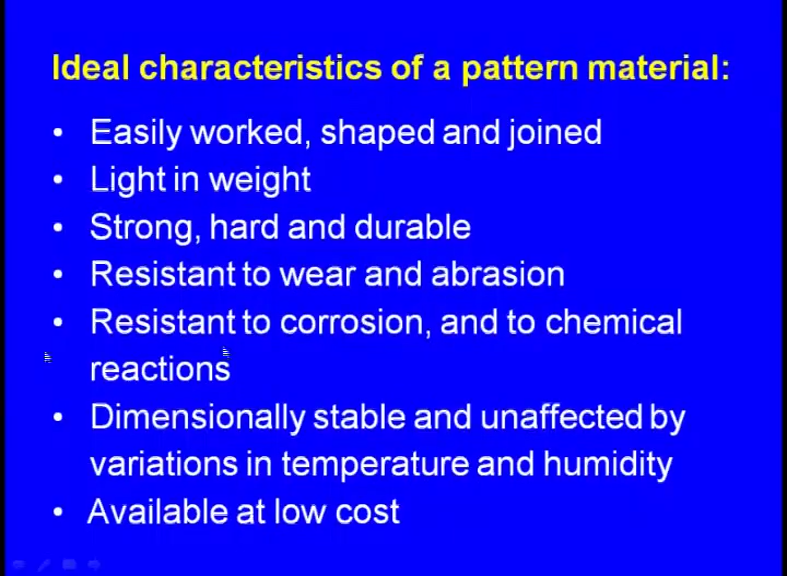 Ideal characteristics of a pattern material:
• Easily worked, shaped and joined
• Light in weight
• Strong, hard and durable
• Resistant to wear and abrasion
• Resistant to corrosion, and to chemical
reactions
• Dimensionally stable and unaffected by
variations in temperature and humidity
• Available at low cost